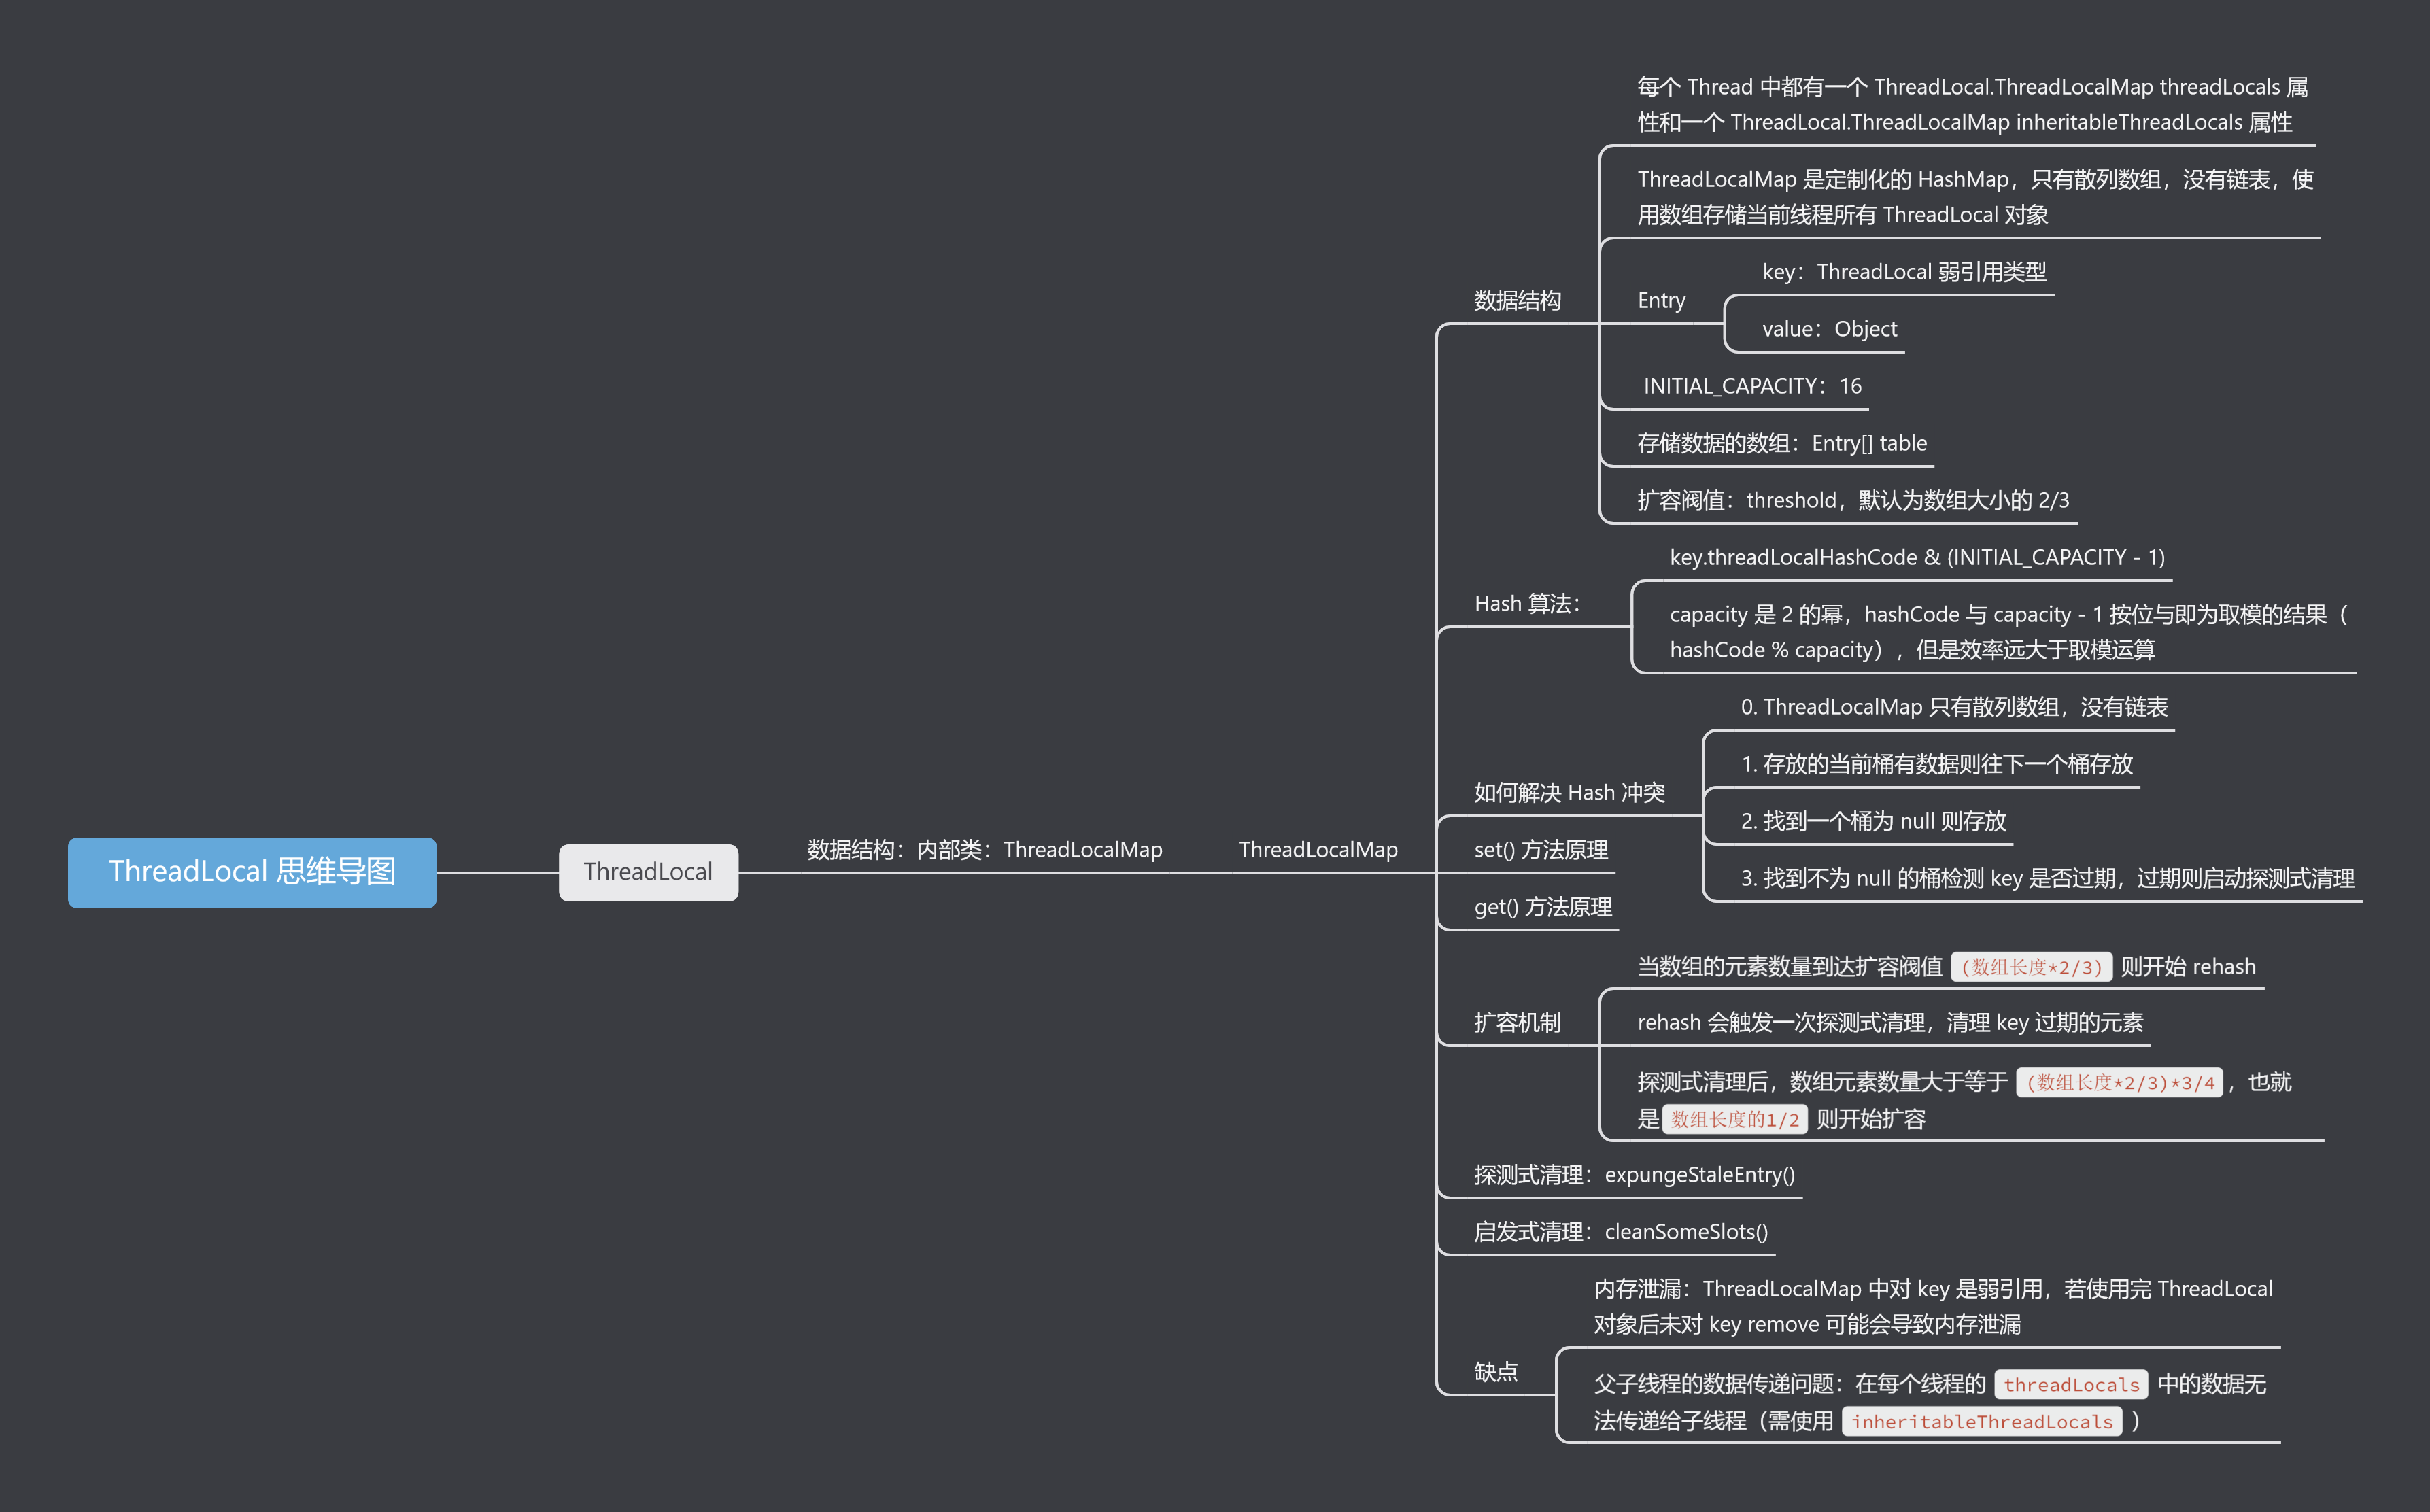 ThreadLocal 思维导图
ThreadLocal
数据结构：内部类：ThreadLocalMap
ThreadLocalMap
数据结构
每个 Thread 中都有一个 ThreadLocal.ThreadLocalMap threadLocals 属
性和一个 ThreadLocal.ThreadLocalMap inheritableThreadLocals 属性
ThreadLocalMap 是定制化的 HashMap，只有散列数组，没有链表，使
用数组存储当前线程所有 ThreadLocal 对象
Entry
key：ThreadLocal 弱引用类型
value：Object
INITIAL_CAPACITY：16
存储数据的数组：Entry[] table
扩容阀值：threshold，默认为数组大小的 2/3
Hash 算法：
key.threadLocalHashCode & (INITIAL_CAPACITY - 1)
capacity 是 2 的幂，hashCode 与 capacity - 1 按位与即为取模的结果（
hashCode % capacity），但是效率远大于取模运算
如何解决 Hash 冲突
0. ThreadLocalMap 只有散列数组，没有链表
1. 存放的当前桶有数据则往下一个桶存放
2. 找到一个桶为 null 则存放
3. 找到不为 null 的桶检测 key 是否过期，过期则启动探测式清理
set() 方法原理
get() 方法原理
扩容机制
当数组的元素数量到达扩容阀值 (数组长度*2/3) 则开始 rehash
rehash 会触发一次探测式清理，清理 key 过期的元素
探测式清理后，数组元素数量大于等于 (数组长度*2/3)*3/4 ，也就
是 数组长度的1/2 则开始扩容
探测式清理：expungeStaleEntry()
启发式清理：cleanSomeSlots()
缺点
内存泄漏：ThreadLocalMap 中对 key 是弱引用，若使用完 ThreadLocal
对象后未对 key remove 可能会导致内存泄漏
父子线程的数据传递问题：在每个线程的 threadLocals 中的数据无
法传递给子线程（需使用 inheritableThreadLocals ）